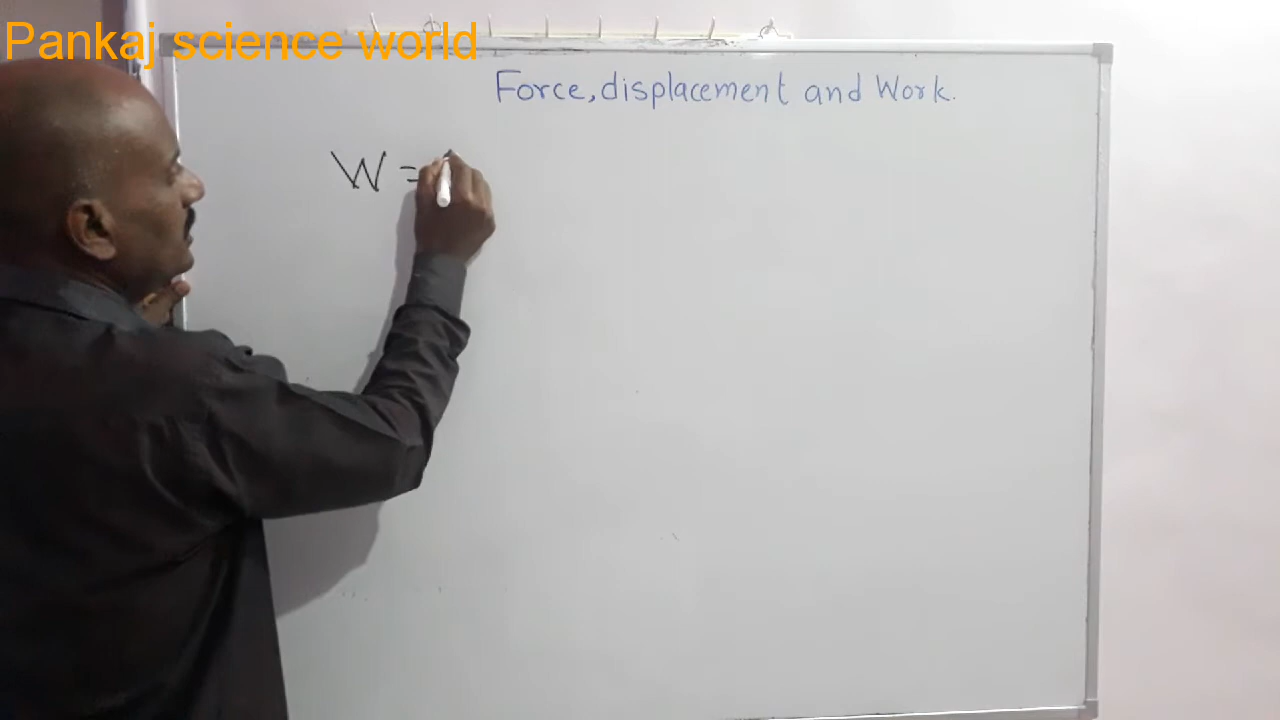 Pankaj science world
Force, displacement and Work.
W =